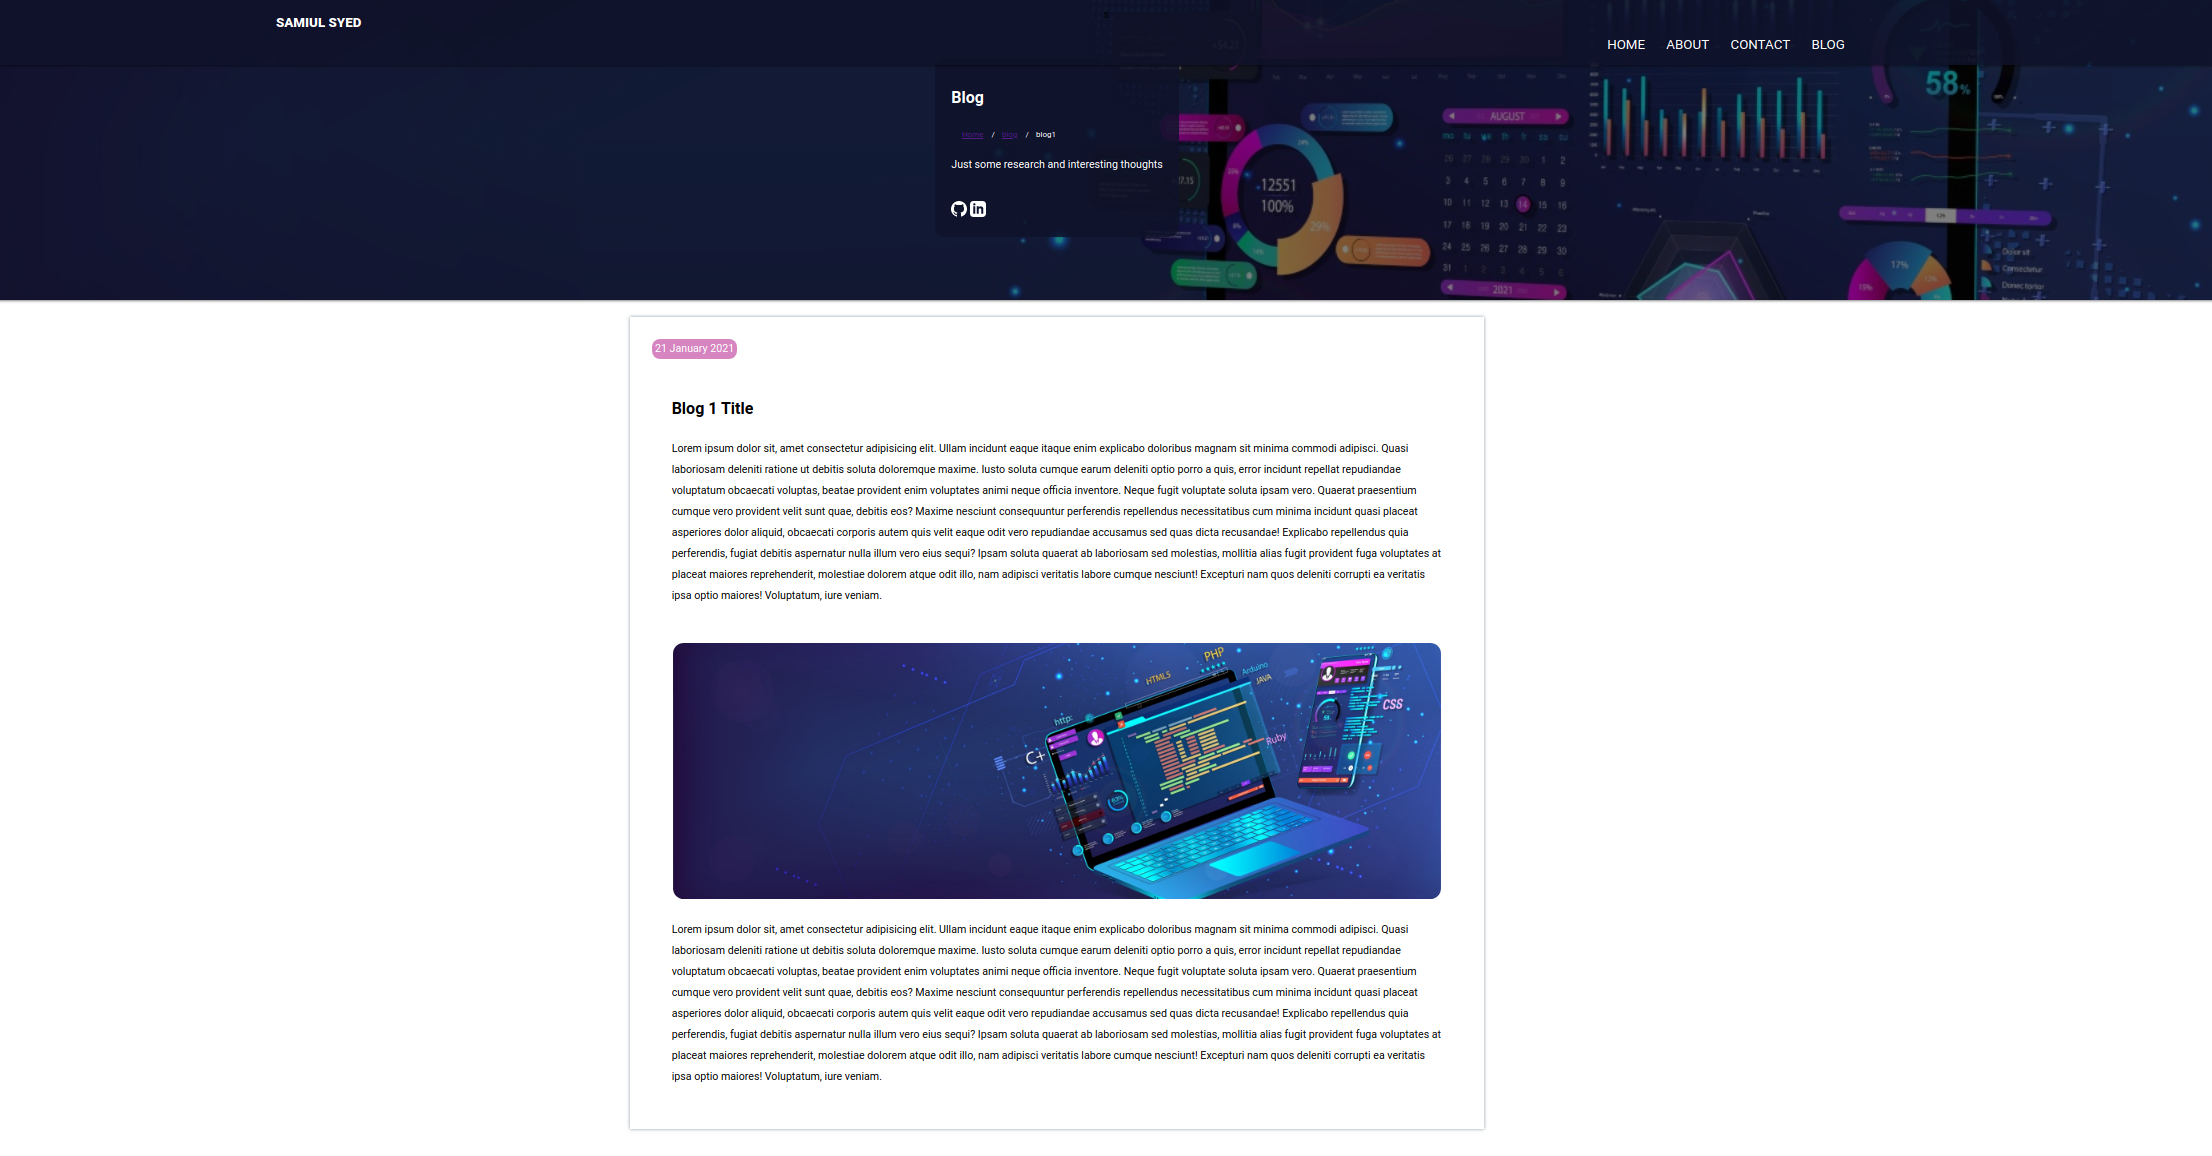 SAMIUL SYED
HOME ABOUT CONTACT BLOG
Blog
Home / blog / blog1
Just some research and interesting thoughts
12551
100%
AUGUST
2021
58%
17%
21 January 2021
Blog 1 Title
Lorem ipsum dolor sit, amet consectetur adipisicing elit. Ullam incidunt eaque itaque enim explicabo doloribus magnam sit minima commodi adipisci. Quasi
laboriosam deleniti ratione ut debitis soluta doloremque maxime. Iusto soluta cumque earum deleniti optio porro a quis, error incidunt repellat repudiandae
voluptatum obcaecati voluptas, beatae provident enim voluptates animi neque officia inventore. Neque fugit voluptate soluta ipsam vero. Quaerat praesentium
cumque vero provident velit sunt quae, debitis eos? Maxime nesciunt consequuntur perferendis repellendus necessitatibus cum minima incidunt quasi placeat
asperiores dolor aliquid, obcaecati corporis autem quis velit eaque odit vero repudiandae accusamus sed quas dicta recusandae! Explicabo repellendus quia
perferendis, fugiat debitis aspernatur nulla illum vero eius sequi? Ipsam soluta quaerat ab laboriosam sed molestias, mollitia alias fugit provident fuga voluptates at
placeat maiores reprehenderit, molestiae dolorem atque odit illo, nam adipisci veritatis labore cumque nesciunt! Excepturi nam quos deleniti corrupti ea veritatis
ipsa optio maiores! Voluptatum, iure veniam.
PHP
Arduino
HTML5
JAVA
CSS
http:
Ruby
C+
Lorem ipsum dolor sit, amet consectetur adipisicing elit. Ullam incidunt eaque itaque enim explicabo doloribus magnam sit minima commodi adipisci. Quasi
laboriosam deleniti ratione ut debitis soluta doloremque maxime. Iusto soluta cumque earum deleniti optio porro a quis, error incidunt repellat repudiandae
voluptatum obcaecati voluptas, beatae provident enim voluptates animi neque officia inventore. Neque fugit voluptate soluta ipsam vero. Quaerat praesentium
cumque vero provident velit sunt quae, debitis eos? Maxime nesciunt consequuntur perferendis repellendus necessitatibus cum minima incidunt quasi placeat
asperiores dolor aliquid, obcaecati corporis autem quis velit eaque odit vero repudiandae accusamus sed quas dicta recusandae! Explicabo repellendus quia
perferendis, fugiat debitis aspernatur nulla illum vero eius sequi? Ipsam soluta quaerat ab laboriosam sed molestias, mollitia alias fugit provident fuga voluptates at
placeat maiores reprehenderit, molestiae dolorem atque odit illo, nam adipisci veritatis labore cumque nesciunt! Excepturi nam quos deleniti corrupti ea veritatis
ipsa optio maiores! Voluptatum, iure veniam.